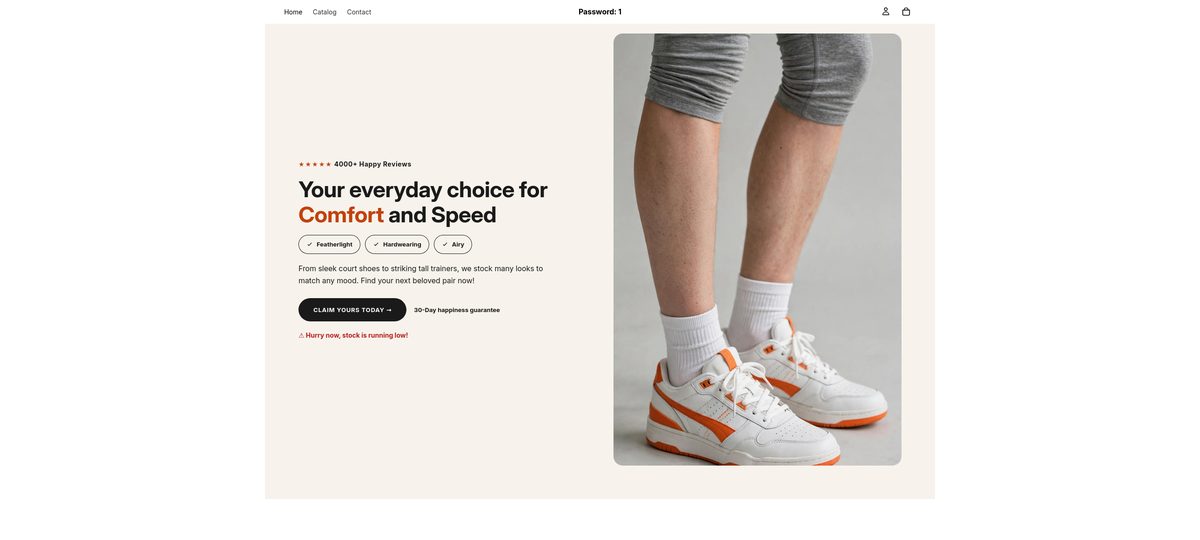 Home Catalog Contact
Password: 1
★★★★★ 4000+ Happy Reviews
Your everyday choice for
Comfort and Speed
✓ Featherlight ✓ Hardwearing ✓ Airy
From sleek court shoes to striking tall trainers, we stock many looks to
match any mood. Find your next beloved pair now!
CLAIM YOURS TODAY → 30-Day happiness guarantee
⚠ Hurry now, stock is running low!